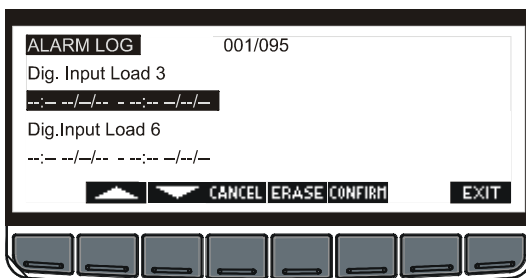 ALARM LOG 001/095
Dig. Input Load 3
--:-- --/--/-- - --:-- --/--/--
Dig.Input Load 6
--:-- --/--/-- - --:-- --/--/--
CANCEL ERASE CONFIRM EXIT